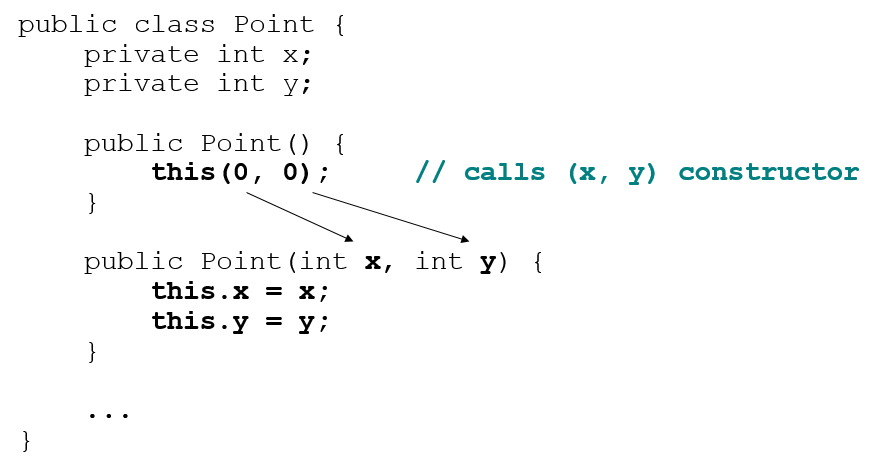 public class Point {
    private int x;
    private int y;

    public Point() {
        this(0, 0);     // calls (x, y) constructor
    }

    public Point(int x, int y) {
        this.x = x;
        this.y = y;
    }

    ...
}